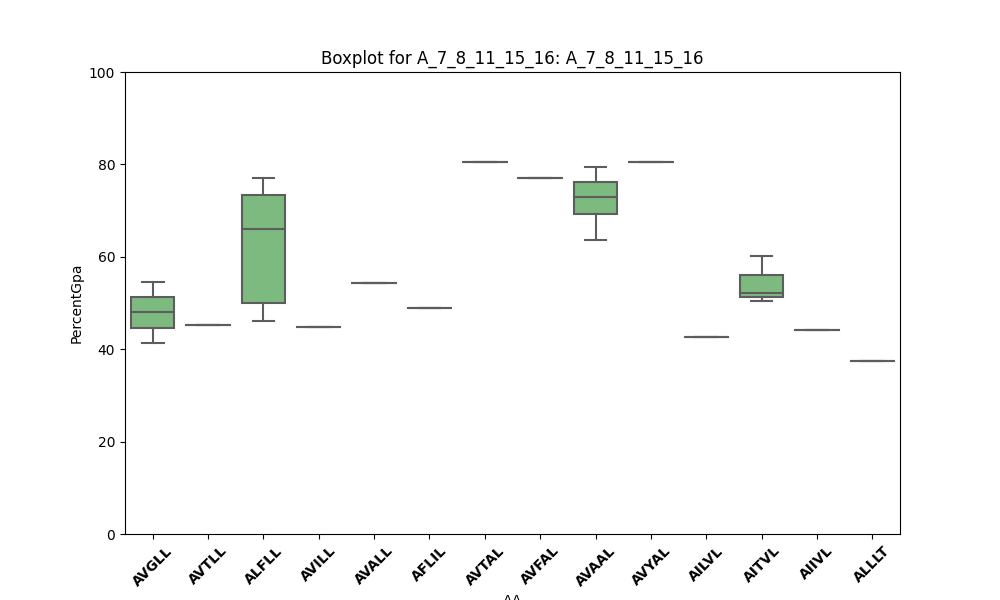 Boxplot for A_7_8_11_15_16: A_7_8_11_15_16
PercentGpa
100
80
60
40
20
0
AVGLL
AVTLL
ALFLL
AVILL
AVALL
AFLIL
AVTAL
AVFAL
AVAAL
AVYAL
AILVL
AITVL
AIIVL
ALLLT
AA